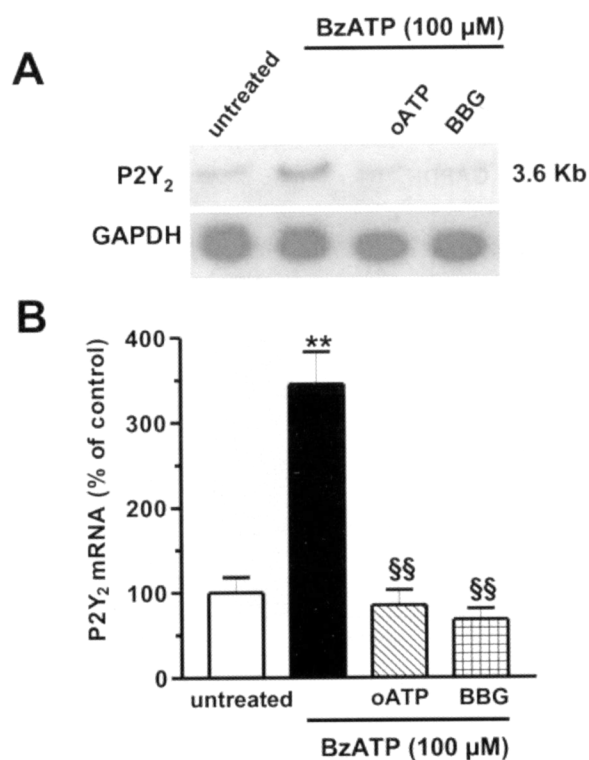 BzATP (100 µM)
A
untreated
oATP
BBG
P2Y2
3.6 Kb
GAPDH
B
P2Y2 mRNA (% of control)
400
300
200
100
0
**
§§
§§
untreated
oATP
BBG
BzATP (100 µM)